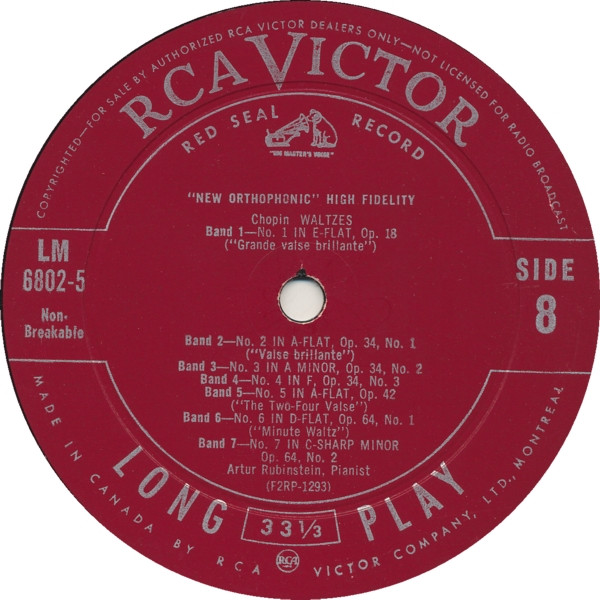 COPYRIGHTED—FOR SALE BY AUTHORIZED RCA VICTOR DEALERS ONLY—NOT LICENSED FOR RADIO BROADCAST
RCA VICTOR
RED SEAL RECORD
"HIS MASTER'S VOICE"
"NEW ORTHOPHONIC" HIGH FIDELITY
Chopin WALTZES
Band 1—No. 1 IN E-FLAT, Op. 18
("Grande valse brillante")
LM
6802-5
Non-
Breakable
SIDE
8
Band 2—No. 2 IN A-FLAT, Op. 34, No. 1
("Valse brillante")
Band 3—No. 3 IN A MINOR, Op. 34, No. 2
Band 4—No. 4 IN F, Op. 34, No. 3
Band 5—No. 5 IN A-FLAT, Op. 42
("The Two-Four Valse")
Band 6—No. 6 IN D-FLAT, Op. 64, No. 1
("Minute Waltz")
Band 7—No. 7 IN C-SHARP MINOR
Op. 64, No. 2
Artur Rubinstein, Pianist
(F2RP-1293)
LONG 33⅓ PLAY
RCA
MADE IN CANADA BY RCA VICTOR COMPANY, LTD., MONTREAL